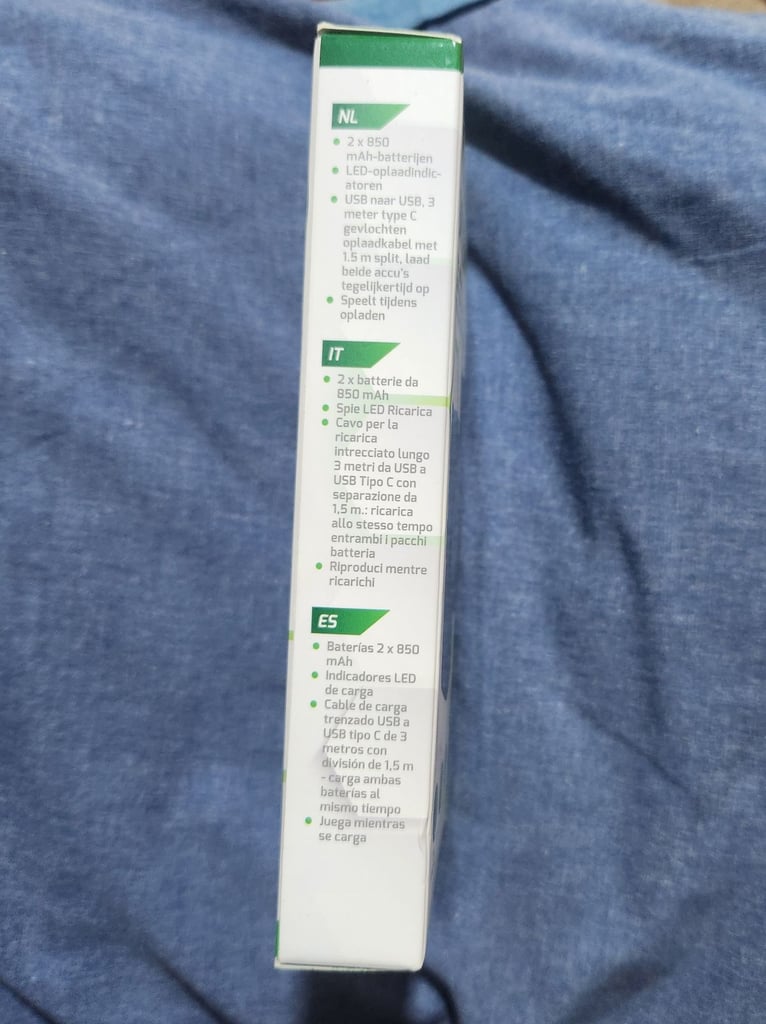 NL
2 x 850
mAh-batterijen
LED-oplaadindic-
atoren
USB naar USB, 3
meter type C
gevlochten
oplaadkabel met
1.5 m split, laad
beide accu's
tegelijkertijd op
Speelt tijdens
opladen
IT
2 x batterie da
850 mAh
Spie LED Ricarica
Cavo per la
ricarica
intrecciato lungo
3 metri da USB a
USB Tipo C con
separazione da
1,5 m.: ricarica
allo stesso tempo
entrambi i pacchi
batteria
Riproduci mentre
ricarichi
ES
Baterías 2 x 850
mAh
Indicadores LED
de carga
Cable de carga
trenzado USB a
USB tipo C de 3
metros con
división de 1,5 m
- carga ambas
baterías al
mismo tiempo
Juega mientras
se carga